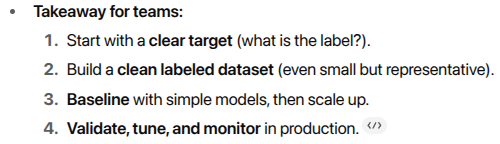 • Takeaway for teams:
1. Start with a clear target (what is the label?).
2. Build a clean labeled dataset (even small but representative).
3. Baseline with simple models, then scale up.
4. Validate, tune, and monitor in production. </>